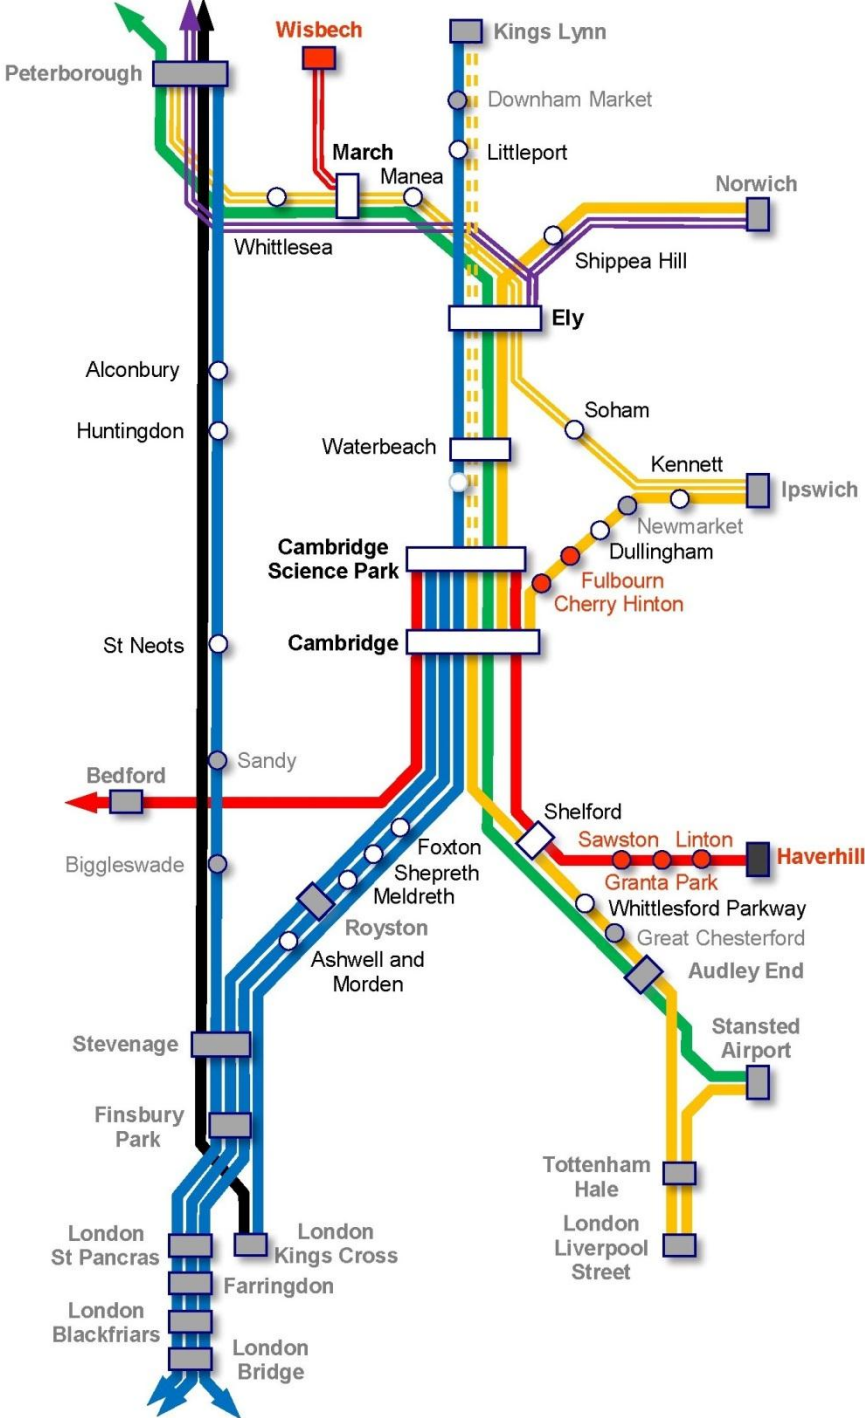 Wisbech
Kings Lynn
Peterborough
Downham Market
March
Littleport
Manea
Norwich
Whittlesea
Shippea Hill
Ely
Alconbury
Soham
Huntingdon
Waterbeach
Kennett
Ipswich
Newmarket
Dullingham
Cambridge
Science Park
Fulbourn
Cherry Hinton
St Neots
Cambridge
Sandy
Bedford
Shelford
Sawston
Linton
Haverhill
Foxton
Biggleswade
Shepreth
Granta Park
Meldreth
Whittlesford Parkway
Royston
Great Chesterford
Ashwell and
Morden
Audley End
Stansted
Airport
Stevenage
Finsbury
Park
Tottenham
Hale
London
St Pancras
London
Kings Cross
London
Liverpool
Street
Farringdon
London
Blackfriars
London
Bridge